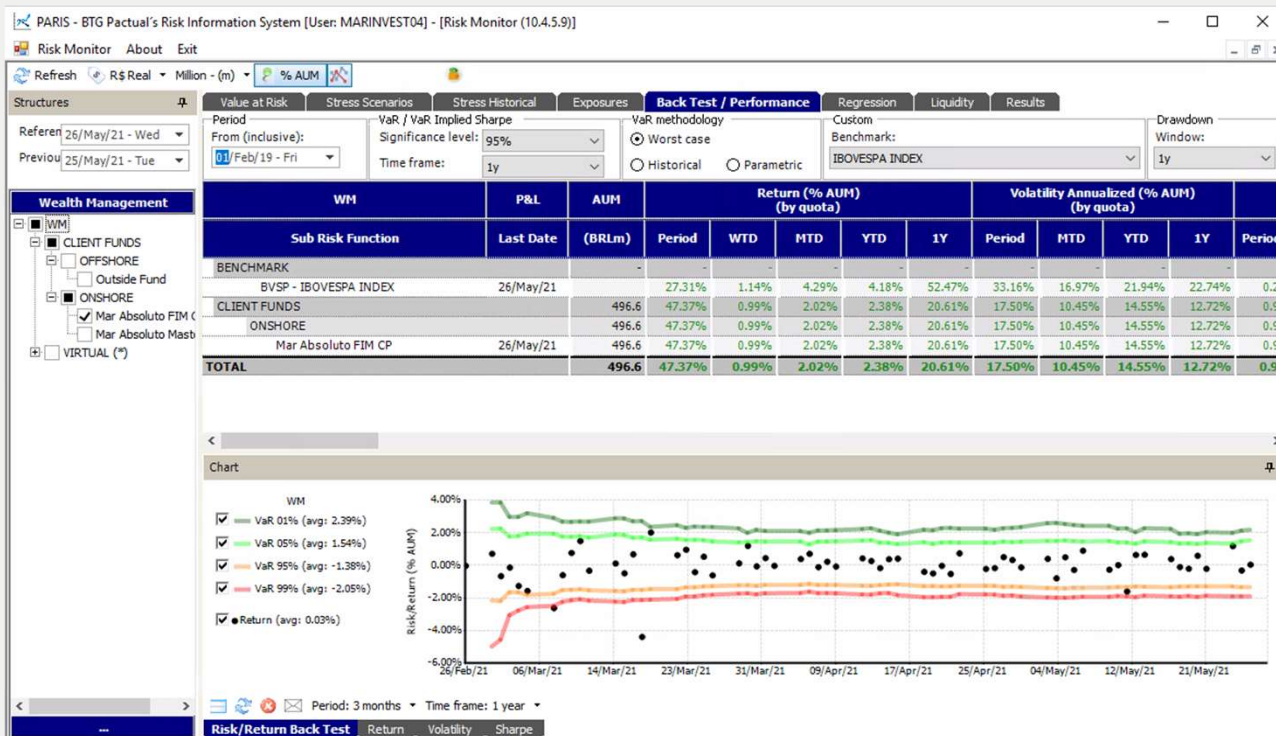 PARIS - BTG Pactual´s Risk Information System [User: MARINVEST04] - [Risk Monitor (10.4.5.9)]
Risk Monitor About Exit
Refresh R$ Real Million - (m) % AUM
Structures
Referen 26/May/21 - Wed
Previou 25/May/21 - Tue
Wealth Management
WM
CLIENT FUNDS
OFFSHORE
Outside Fund
ONSHORE
Mar Absoluto FIM C
Mar Absoluto Mast
VIRTUAL (*)
...
Value at Risk Stress Scenarios Stress Historical Exposures Back Test / Performance Regression Liquidity Results
Period VaR / VaR Implied Sharpe VaR methodology Custom Drawdown
From (inclusive): Significance level: 95% Worst case Benchmark: Window:
01/Feb/19 - Fri Time frame: 1y Historical Parametric IBOVESPA INDEX 1y
WM P&L AUM Return (% AUM) Volatility Annualized (% AUM)
(by quota) (by quota)
Sub Risk Function Last Date (BRLm) Period WTD MTD YTD 1Y Period MTD YTD 1Y Period
BENCHMARK - - - - - - - - - -
BVSP - IBOVESPA INDEX 26/May/21 27.31% 1.14% 4.29% 4.18% 52.47% 33.16% 16.97% 21.94% 22.74% 0.2
CLIENT FUNDS 496.6 47.37% 0.99% 2.02% 2.38% 20.61% 17.50% 10.45% 14.55% 12.72% 0.9
ONSHORE 496.6 47.37% 0.99% 2.02% 2.38% 20.61% 17.50% 10.45% 14.55% 12.72% 0.9
Mar Absoluto FIM CP 26/May/21 496.6 47.37% 0.99% 2.02% 2.38% 20.61% 17.50% 10.45% 14.55% 12.72% 0.9
TOTAL 496.6 47.37% 0.99% 2.02% 2.38% 20.61% 17.50% 10.45% 14.55% 12.72% 0.9
Chart
WM
VaR 01% (avg: 2.39%)
VaR 05% (avg: 1.54%)
VaR 95% (avg: -1.38%)
VaR 99% (avg: -2.05%)
Return (avg: 0.03%)
Risk/Return (% AUM)
4.00%
2.00%
0.00%
-2.00%
-4.00%
-6.00%
26/Feb/21 06/Mar/21 14/Mar/21 23/Mar/21 31/Mar/21 09/Apr/21 17/Apr/21 25/Apr/21 04/May/21 12/May/21 21/May/21
Period: 3 months Time frame: 1 year
Risk/Return Back Test Return Volatility Sharpe